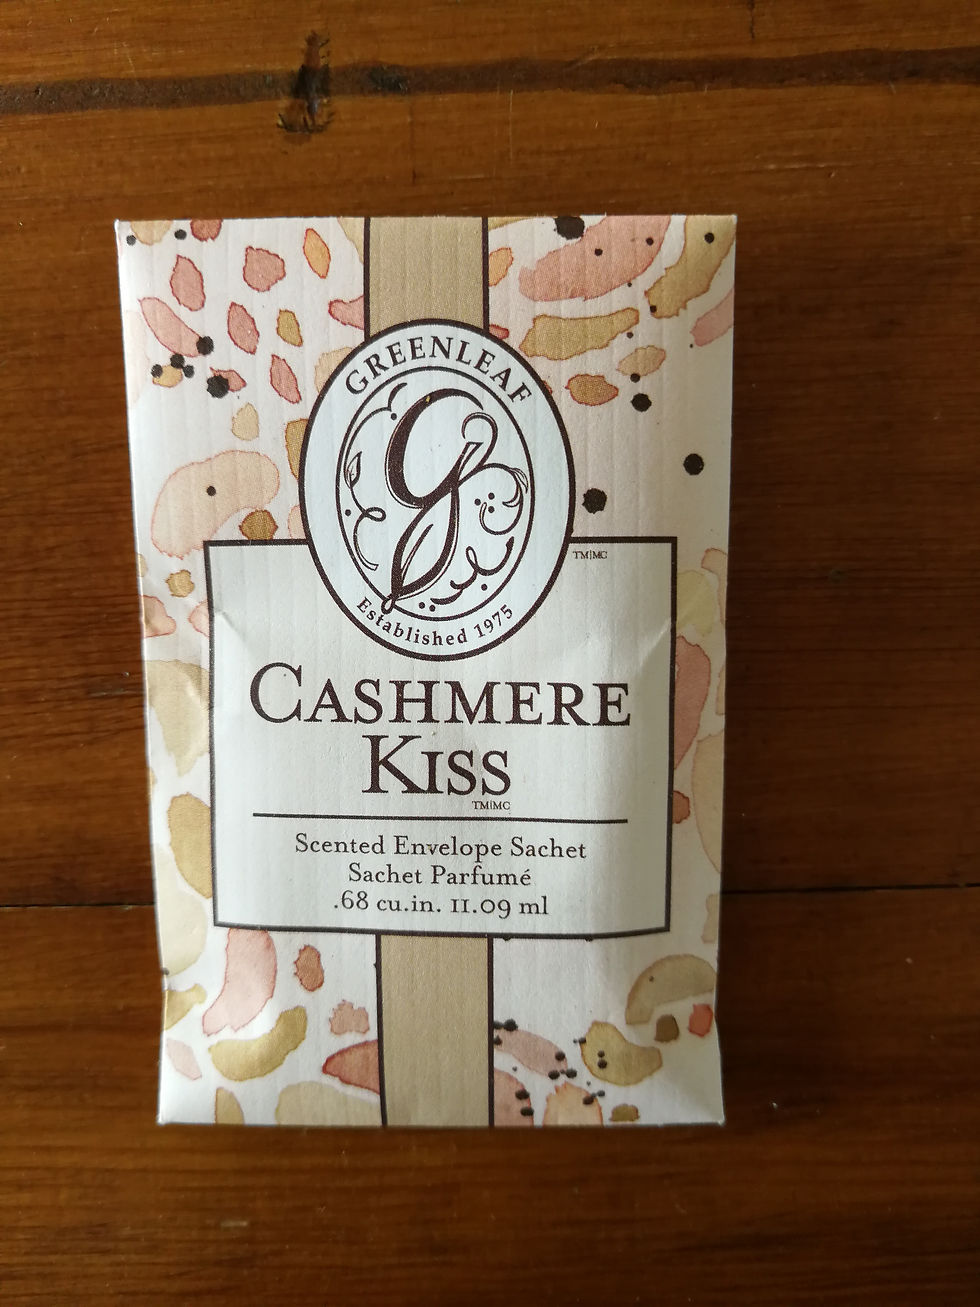 GREENLEAF
g
Established 1975
TM|MC
CASHMERE
KISS
TM|MC
Scented Envelope Sachet
Sachet Parfumé
.68 cu.in. 11.09 ml